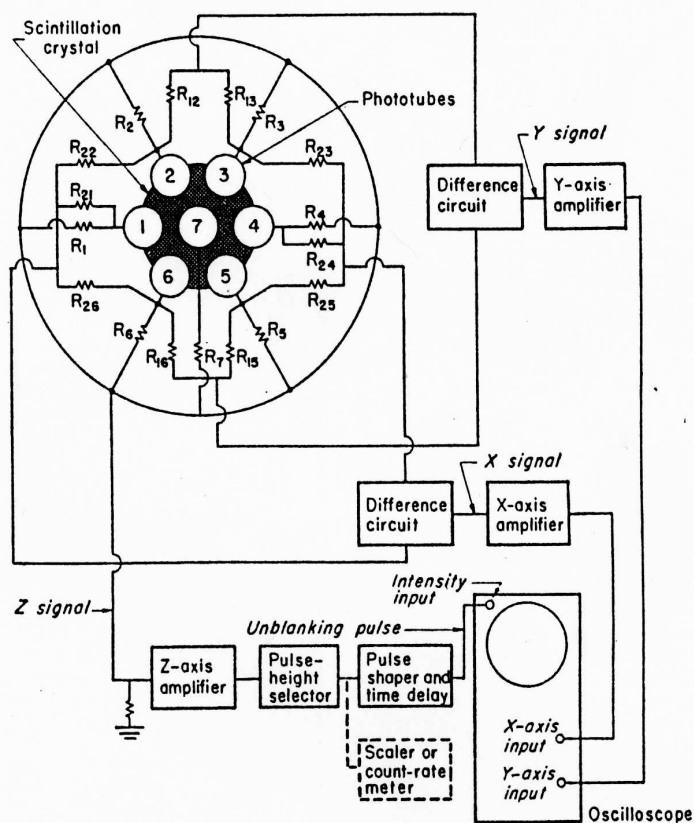 Scintillation
crystal
R12
R13
R2
R3
Phototubes
R22
R23
R21
R1
R4
R24
R26
R25
R6
R16
R7
R15
R5
2
3
1
7
4
6
5
Y signal
Difference
circuit
Y-axis
amplifier
X signal
Difference
circuit
X-axis
amplifier
Z signal
Intensity
input
Unblanking pulse
Z-axis
amplifier
Pulse-
height
selector
Pulse
shaper and
time delay
Scaler or
count-rate
meter
X-axis
input
Y-axis
input
Oscilloscope